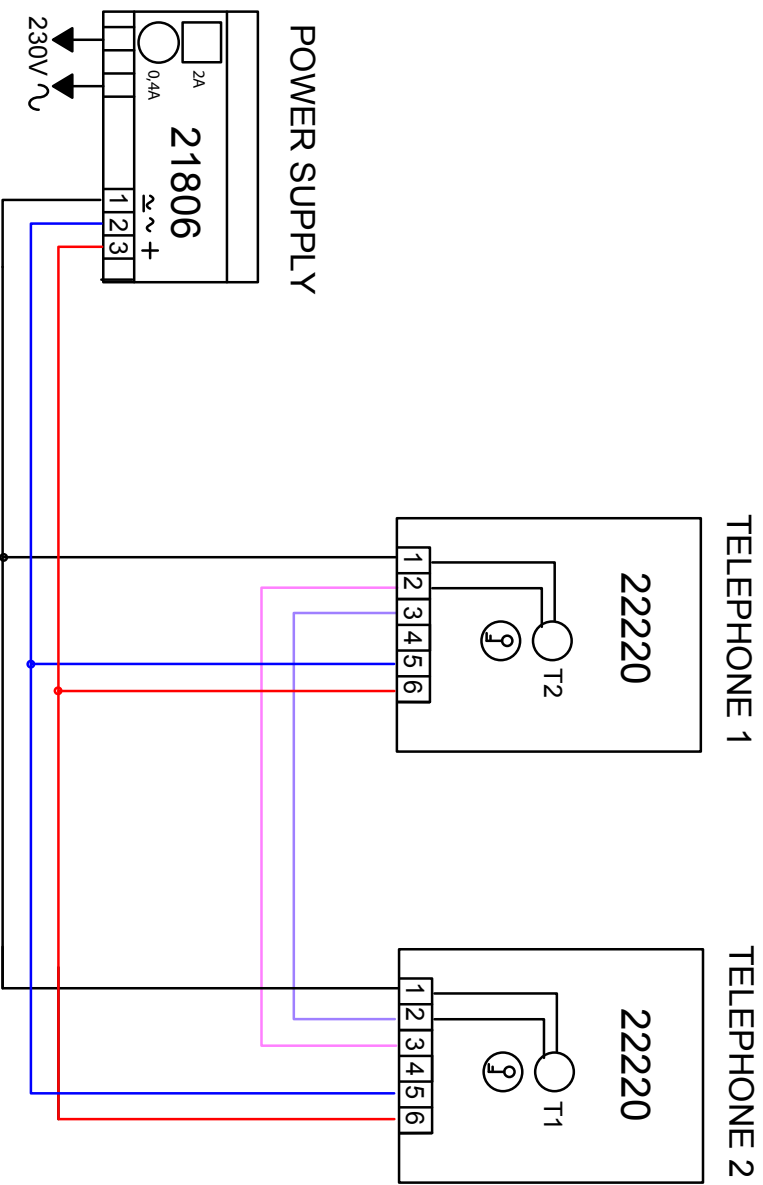 POWER SUPPLY
2A
0,4A
21806
≂ ~ +
1 2 3
230V ~
TELEPHONE 1
22220
T2
1 2 3 4 5 6
TELEPHONE 2
22220
T1
1 2 3 4 5 6